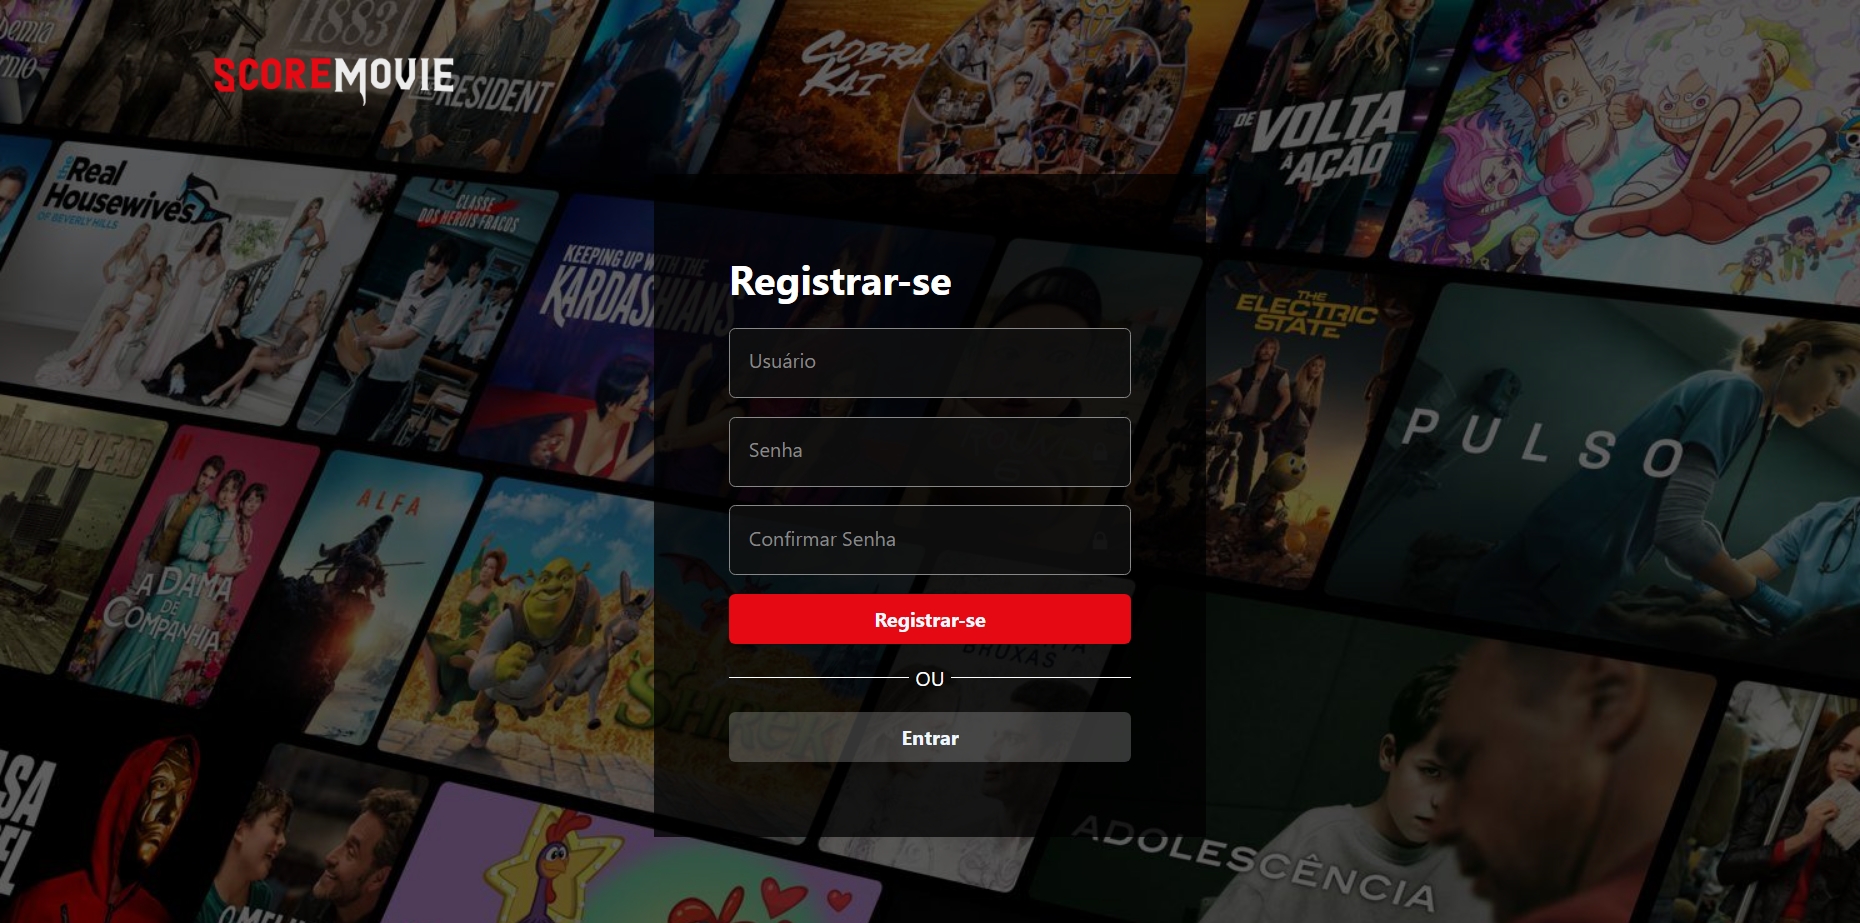 1883
SCOREMOVIE
THE RESIDENT
COBRA KAI
DE VOLTA À AÇÃO
the Real Housewives
OF BEVERLY HILLS
CLASSE DOS HERÓIS FRACOS
KEEPING UP WITH THE
KARDASHIANS
THE
ELECTRIC
STATE
Registrar-se
Usuário
Senha
Confirmar Senha
Registrar-se
OU
Entrar
PULSO
WALKING DEAD
N
ALFA
A DAMA
DE
COMPANHIA
BRUXAS
SHREK
ADOLESCÊNCIA